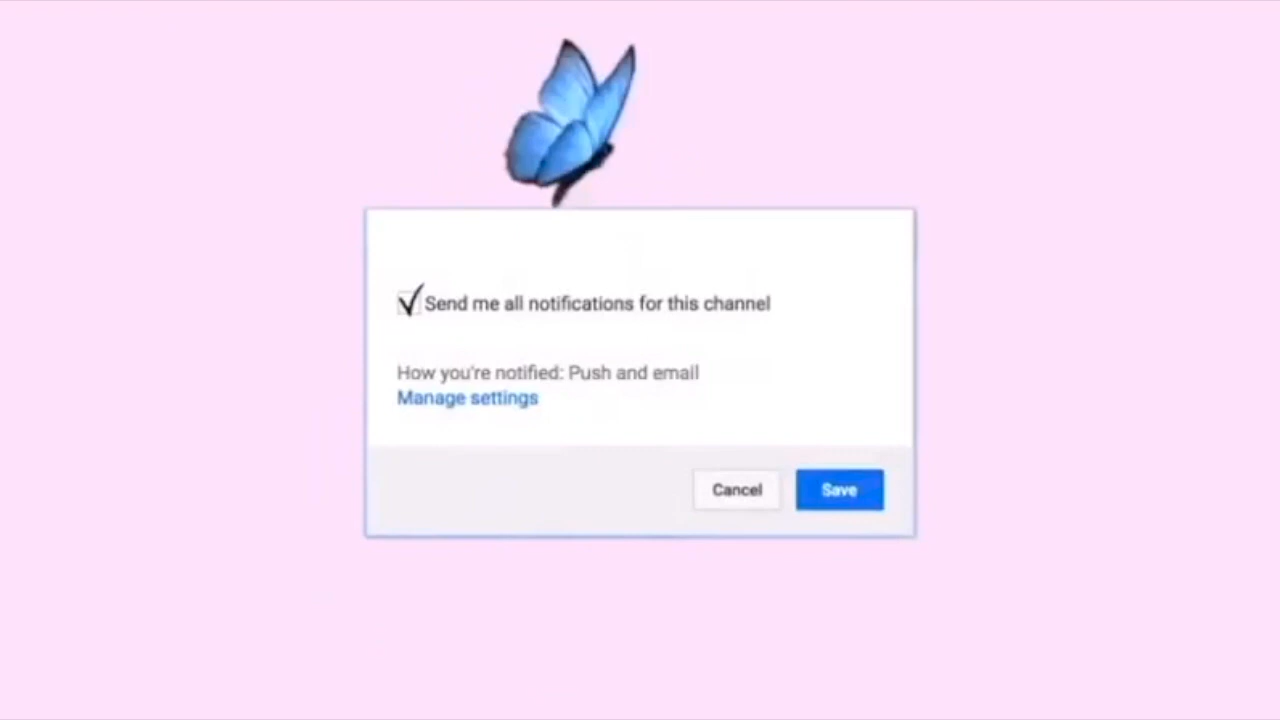 Send me all notifications for this channel
How you're notified: Push and email
Manage settings
Cancel Save